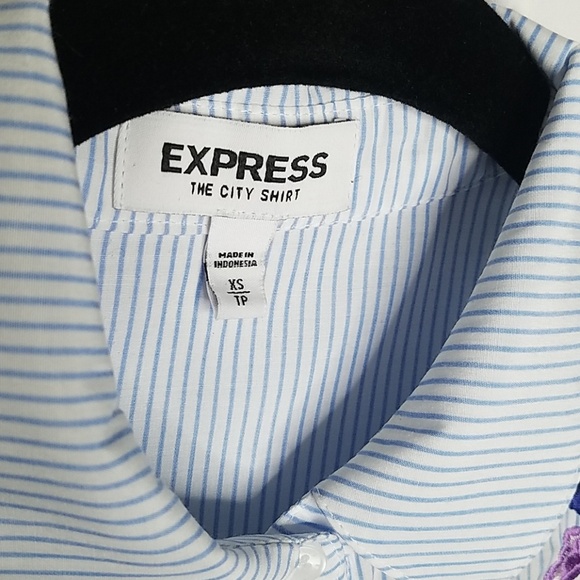 EXPRESS
THE CITY SHIRT
MADE IN
INDONESIA
XS
TP